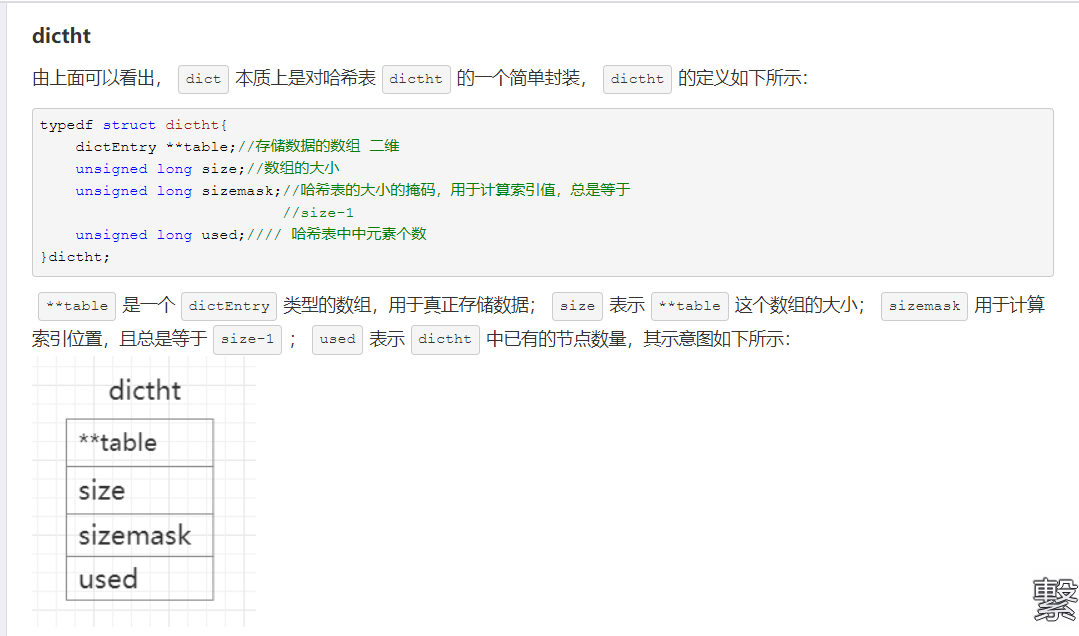 dictht
由上面可以看出， dict 本质上是对哈希表 dictht 的一个简单封装， dictht 的定义如下所示：
typedf struct dictht{
dictEntry **table;//存储数据的数组 二维
unsigned long size;//数组的大小
unsigned long sizemask;//哈希表的大小的掩码，用于计算索引值，总是等于
//size-1
unsigned long used;//// 哈希表中中元素个数
}dictht;
**table 是一个 dictEntry 类型的数组，用于真正存储数据； size 表示 **table 这个数组的大小； sizemask 用于计算
索引位置，且总是等于 size-1 ； used 表示 dictht 中已有的节点数量，其示意图如下所示：
dictht
**table
size
sizemask
used
繫